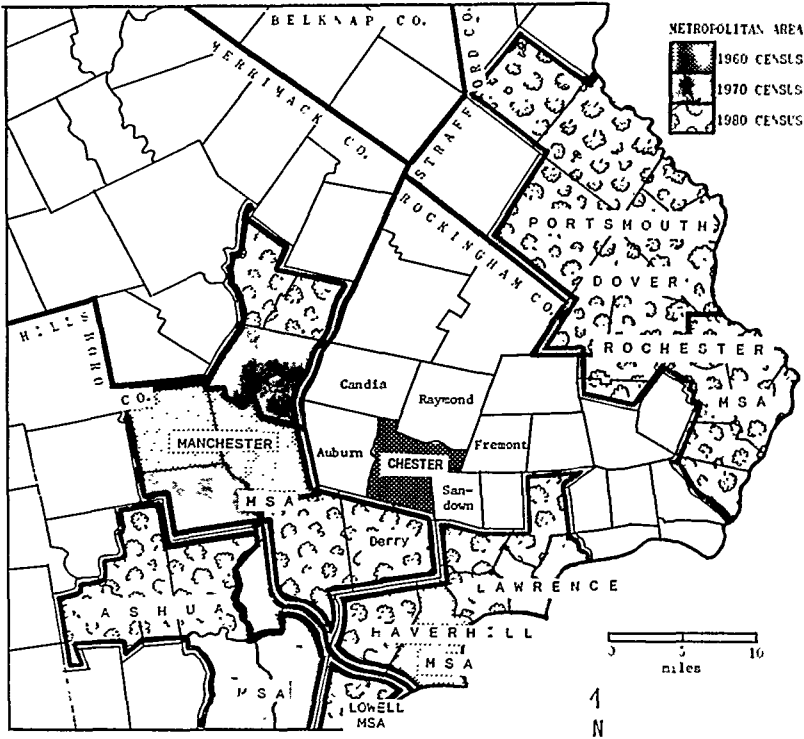 BELKNAP CO.
MERRIMACK CO.
STRAFFORD CO.
ROCKINGHAM CO.
HILLSBORO CO.
METROPOLITAN AREA
1960 CENSUS
1970 CENSUS
1980 CENSUS
PORTSMOUTH
DOVER
ROCHESTER
MSA
Candia
Raymond
MANCHESTER
MSA
Auburn
CHESTER
Fremont
San-
down
Derry
LAWRENCE
HAVERHILL
MSA
ASHUA
MSA
LOWELL
MSA
0 5 10
miles
N